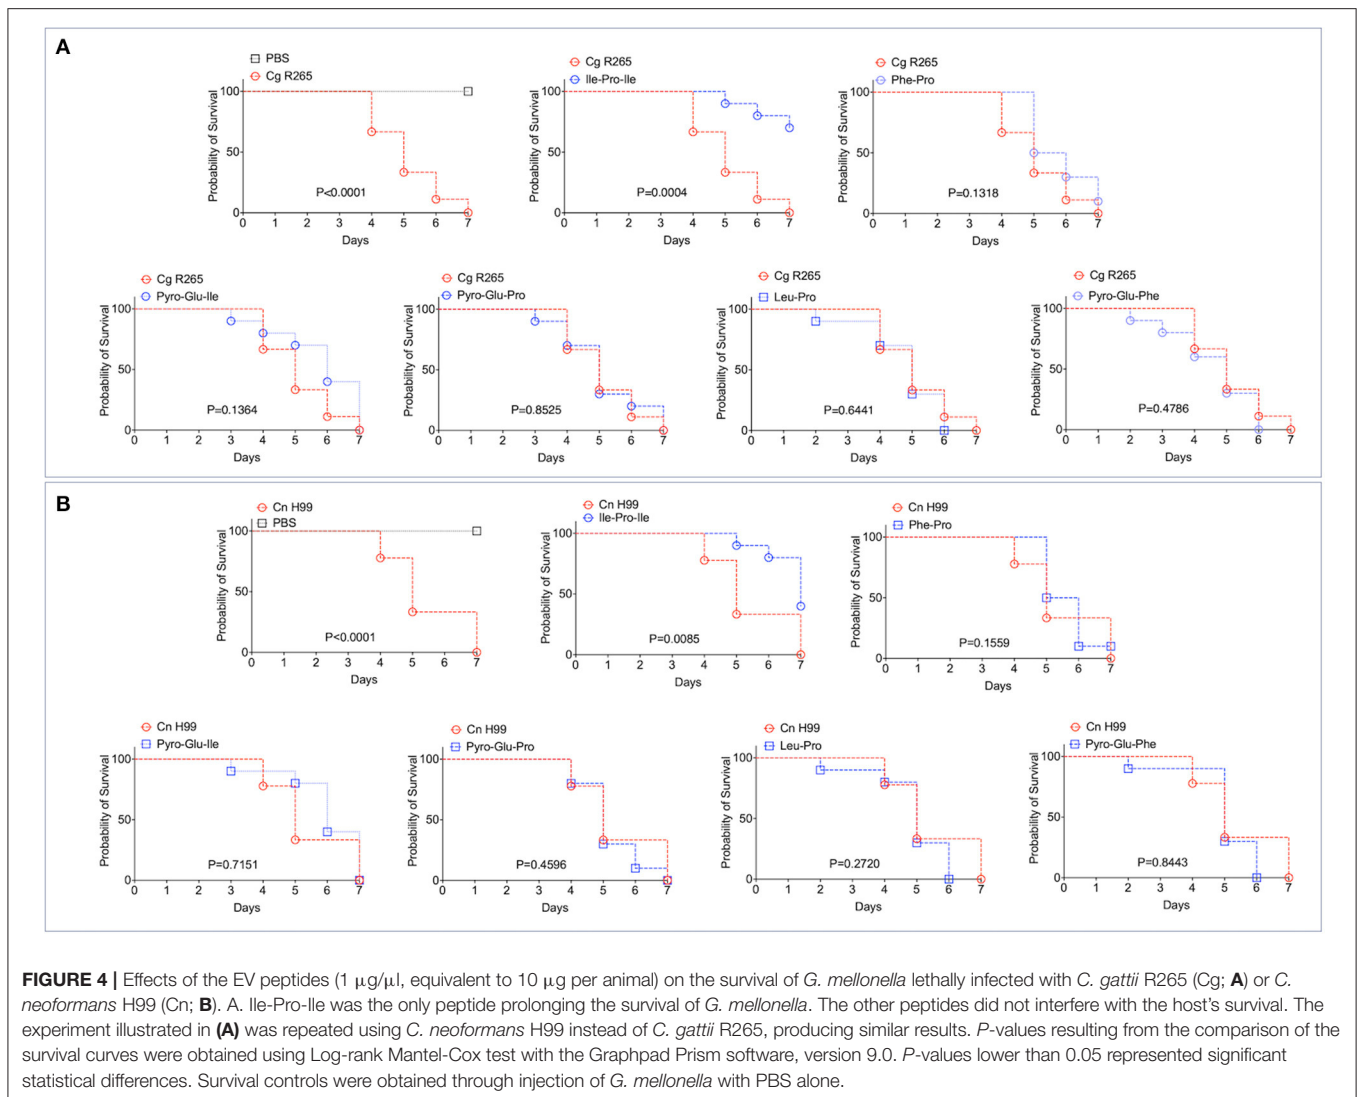 A
PBS
Cg R265
Probability of Survival
100
50
0
P<0.0001
0 1 2 3 4 5 6 7
Days
Cg R265
Ile-Pro-Ile
Probability of Survival
100
50
0
P=0.0004
0 1 2 3 4 5 6 7
Days
Cg R265
Phe-Pro
Probability of Survival
100
50
0
P=0.1318
0 1 2 3 4 5 6 7
Days
Cg R265
Pyro-Glu-Ile
Probability of Survival
100
50
0
P=0.1364
0 1 2 3 4 5 6 7
Days
Cg R265
Pyro-Glu-Pro
Probability of Survival
100
50
0
P=0.8525
0 1 2 3 4 5 6 7
Days
Cg R265
Leu-Pro
Probability of Survival
100
50
0
P=0.6441
0 1 2 3 4 5 6 7
Days
Cg R265
Pyro-Glu-Phe
Probability of Survival
100
50
0
P=0.4786
0 1 2 3 4 5 6 7
Days
B
Cn H99
PBS
Probability of Survival
100
50
0
P<0.0001
0 1 2 3 4 5 6 7
Days
Cn H99
Ile-Pro-Ile
Probability of Survival
100
50
0
P=0.0085
0 1 2 3 4 5 6 7
Days
Cn H99
Phe-Pro
Probability of Survival
100
50
0
P=0.1559
0 1 2 3 4 5 6 7
Days
Cn H99
Pyro-Glu-Ile
Probability of Survival
100
50
0
P=0.7151
0 1 2 3 4 5 6 7
Days
Cn H99
Pyro-Glu-Pro
Probability of Survival
100
50
0
P=0.4596
0 1 2 3 4 5 6 7
Days
Cn H99
Leu-Pro
Probability of Survival
100
50
0
P=0.2720
0 1 2 3 4 5 6 7
Days
Cn H99
Pyro-Glu-Phe
Probability of Survival
100
50
0
P=0.8443
0 1 2 3 4 5 6 7
Days
FIGURE 4 | Effects of the EV peptides (1 μg/μl, equivalent to 10 μg per animal) on the survival of G. mellonella lethally infected with C. gattii R265 (Cg; A) or C.
neoformans H99 (Cn; B). A. Ile-Pro-Ile was the only peptide prolonging the survival of G. mellonella. The other peptides did not interfere with the host's survival. The
experiment illustrated in (A) was repeated using C. neoformans H99 instead of C. gattii R265, producing similar results. P-values resulting from the comparison of the
survival curves were obtained using Log-rank Mantel-Cox test with the Graphpad Prism software, version 9.0. P-values lower than 0.05 represented significant
statistical differences. Survival controls were obtained through injection of G. mellonella with PBS alone.